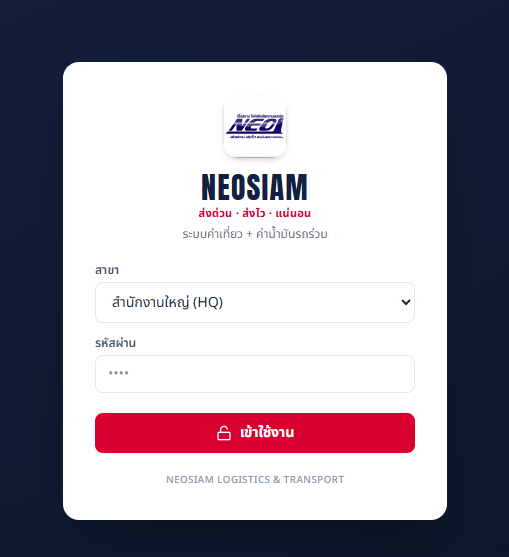 NEO
NEOSIAM
ส่งด่วน · ส่งไว · แน่นอน
ระบบค่าเที่ยว + ค่าน้ำมันรถร่วม
สาขา
สำนักงานใหญ่ (HQ)
รหัสผ่าน
••••
เข้าใช้งาน
NEOSIAM LOGISTICS & TRANSPORT